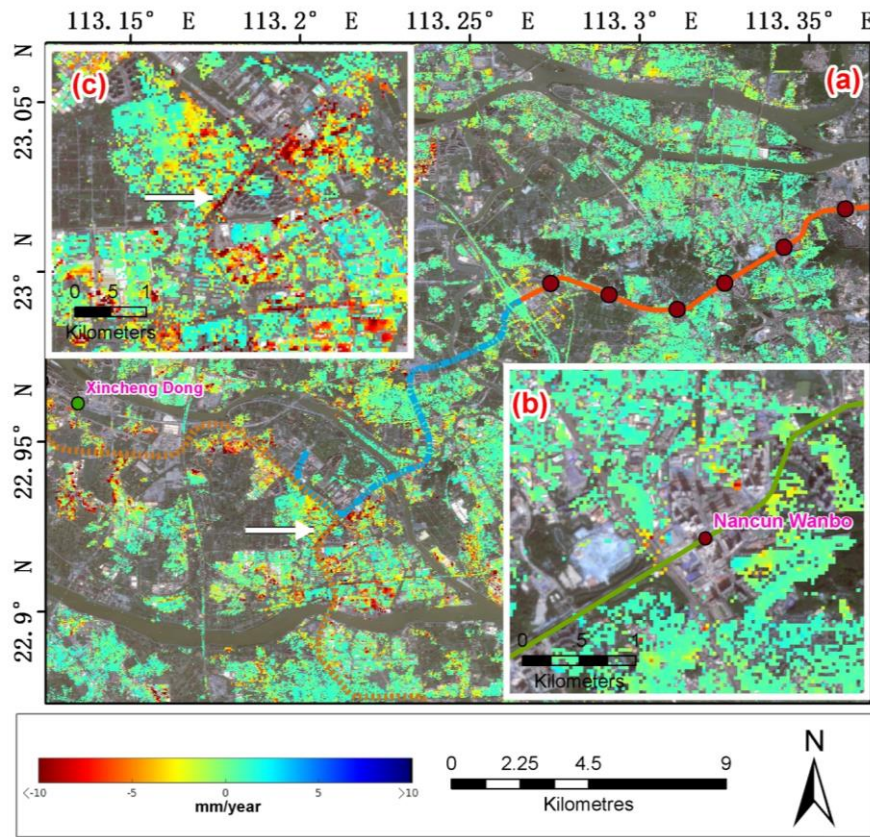 113.15° E 113.2° E 113.25° E 113.3° E 113.35° E
23.05° N
23° N
22.95° N
22.9° N
(c)
(a)
0 .5 1
Kilometers
Xincheng Dong
(b)
Nancun Wanbo
0 .5 1
Kilometers
<-10 -5 0 5 >10
mm/year
0 2.25 4.5 9
Kilometres
N